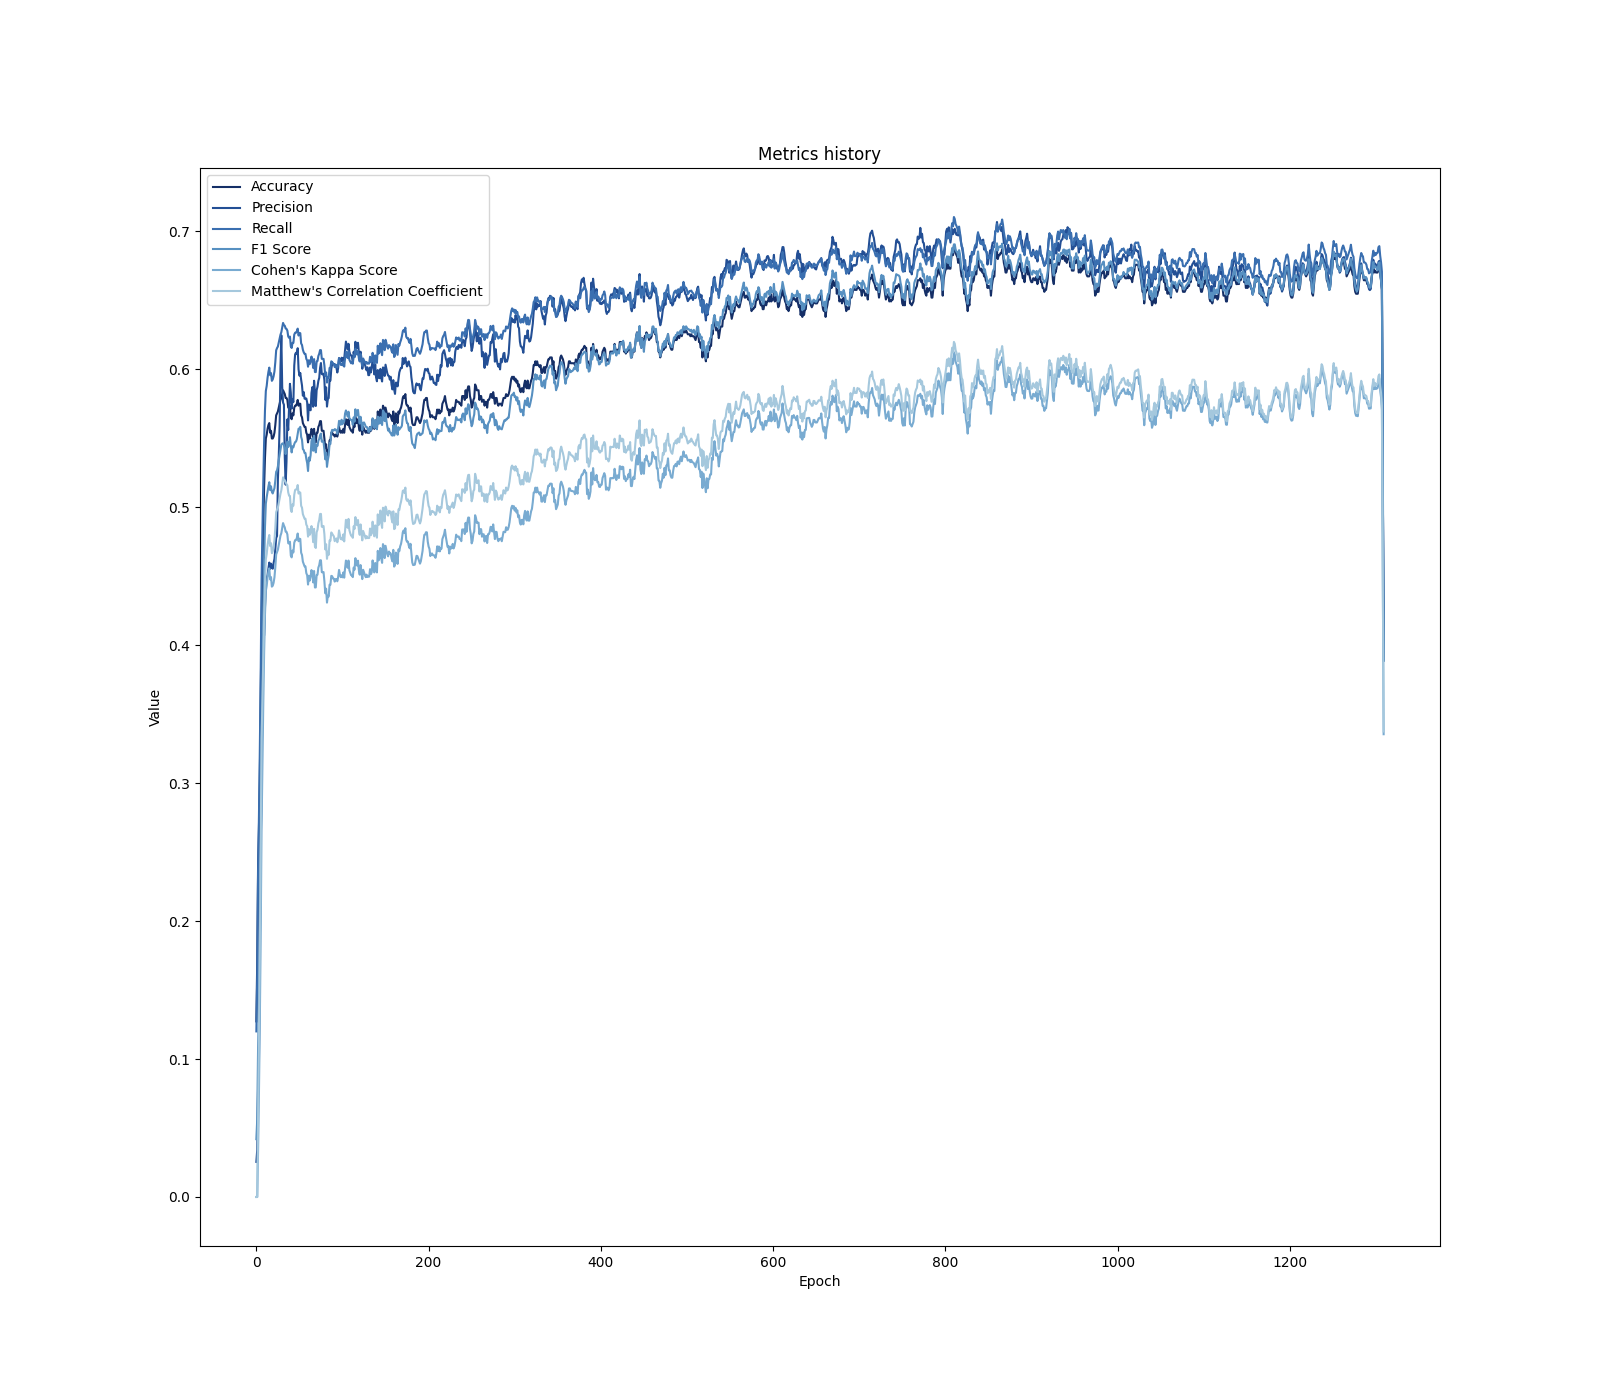 Metrics history
Accuracy
Precision
Recall
F1 Score
Cohen's Kappa Score
Matthew's Correlation Coefficient
0.7
0.6
0.5
0.4
0.3
0.2
0.1
0.0
Value
0 200 400 600 800 1000 1200
Epoch